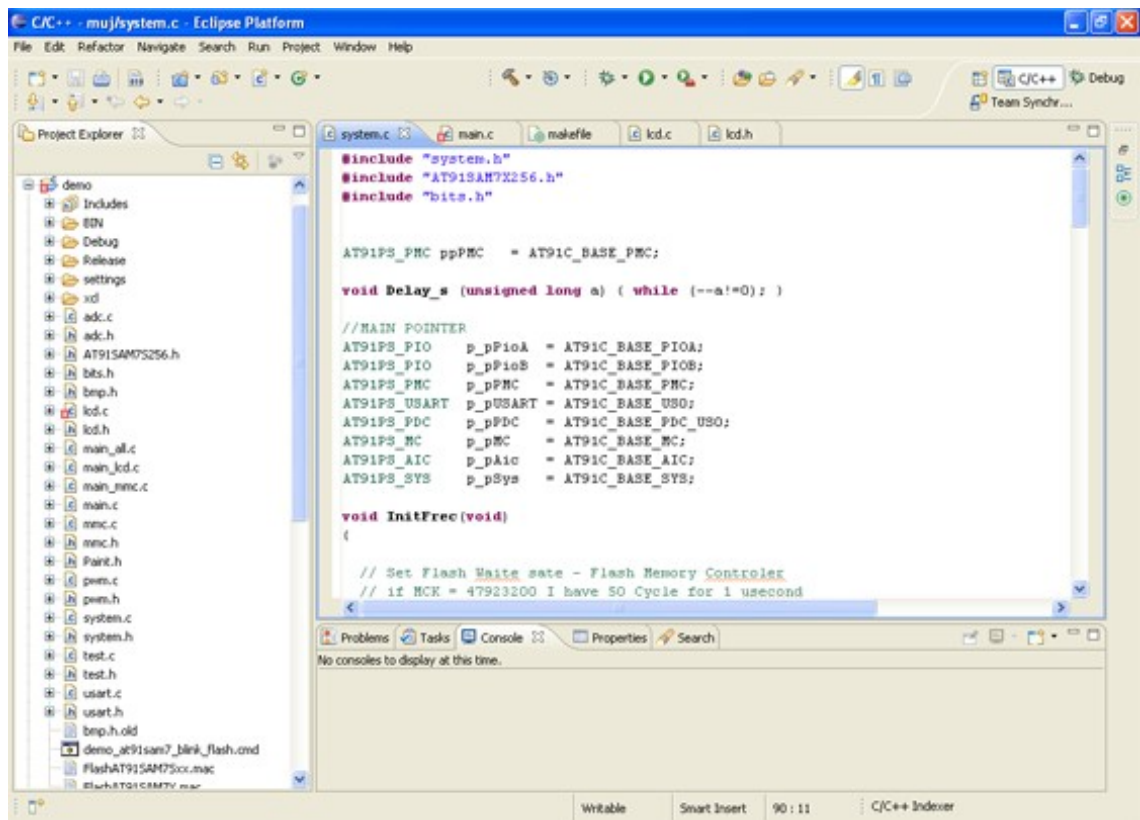 C/C++ - muj/system.c - Eclipse Platform
File Edit Refactor Navigate Search Run Project Window Help
C/C++ Debug
Team Synchr...
Project Explorer
demo
Includes
BIN
Debug
Release
settings
xcl
adc.c
adc.h
AT91SAM7S256.h
bits.h
bmp.h
lcd.c
lcd.h
main_all.c
main_lcd.c
main_mmc.c
main.c
mmc.c
mmc.h
Paint.h
pwm.c
pwm.h
system.c
system.h
test.c
test.h
usart.c
usart.h
bmp.h.old
demo_at91sam7_blink_flash.cmd
FlashAT91SAM7Sxx.mac
FlashAT91SAM7Y.mac
system.c main.c makefile lcd.c lcd.h
#include "system.h"
#include "AT91SAM7X256.h"
#include "bits.h"
AT91PS_PMC ppPMC = AT91C_BASE_PMC;
void Delay_s (unsigned long a) { while (--a!=0); }
//MAIN POINTER
AT91PS_PIO p_pPioA = AT91C_BASE_PIOA;
AT91PS_PIO p_pPioB = AT91C_BASE_PIOB;
AT91PS_PMC p_pPMC = AT91C_BASE_PMC;
AT91PS_USART p_pUSART = AT91C_BASE_US0;
AT91PS_PDC p_pPDC = AT91C_BASE_PDC_US0;
AT91PS_MC p_pMC = AT91C_BASE_MC;
AT91PS_AIC p_pAic = AT91C_BASE_AIC;
AT91PS_SYS p_pSys = AT91C_BASE_SYS;
void InitFrec(void)
{
// Set Flash Waite sate - Flash Memory Controler
// if MCK = 47923200 I have 50 Cycle for 1 usecond
Problems Tasks Console Properties Search
No consoles to display at this time.
Writable Smart Insert 90 : 11 C/C++ Indexer